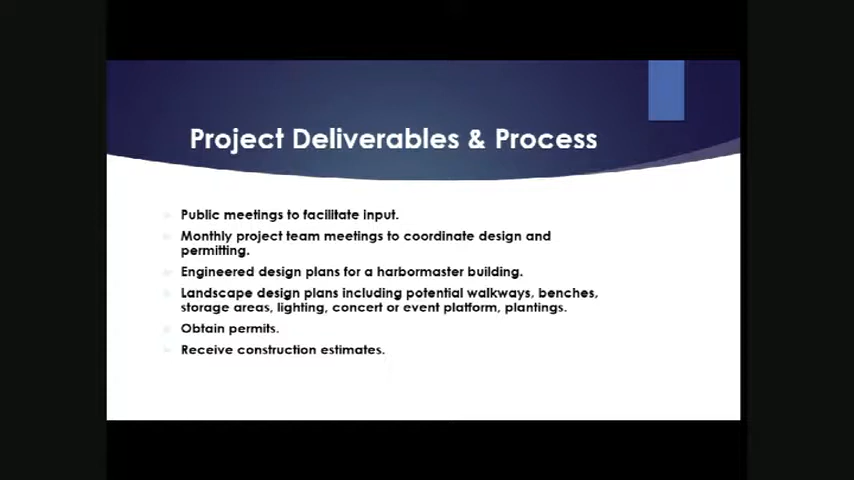 Project Deliverables & Process
Public meetings to facilitate input.
Monthly project team meetings to coordinate design and
permitting.
Engineered design plans for a harbormaster building.
Landscape design plans including potential walkways, benches,
storage areas, lighting, concert or event platform, plantings.
Obtain permits.
Receive construction estimates.